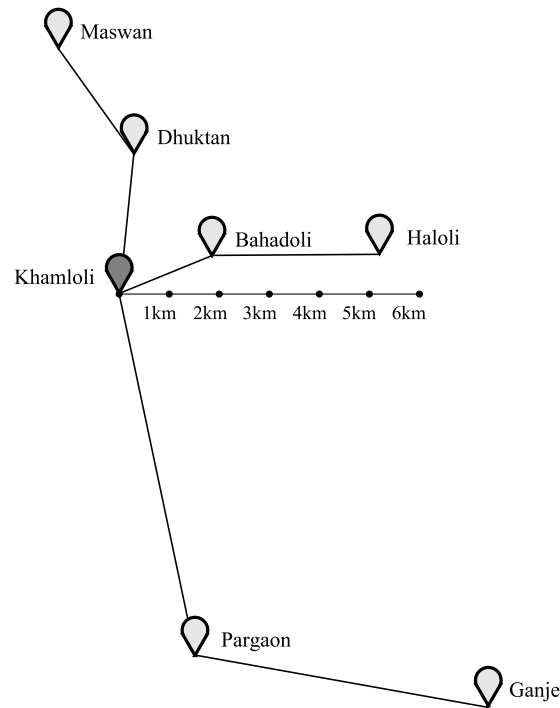 Maswan
Dhuktan
Bahadoli
Haloli
Khamloli
1km 2km 3km 4km 5km 6km
Pargaon
Ganje